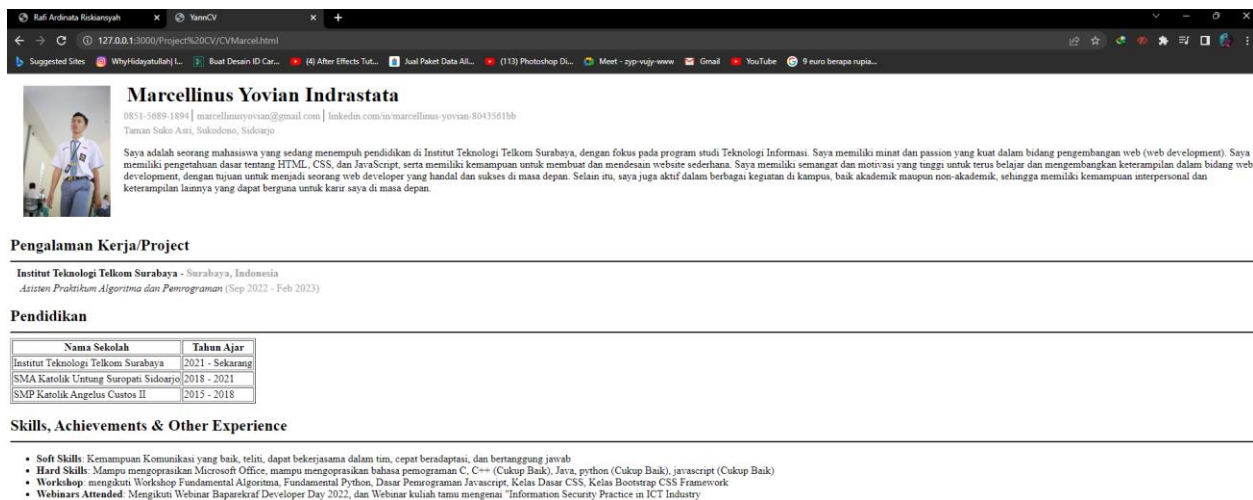 Rafi Ardinata Riskiansyah
YannCV
127.0.0.1:3000/Project%20CV/CVMarcel.html
Suggested Sites
WhyHidayatullah| I...
Buat Desain ID Car...
(4) After Effects Tut...
Jual Paket Data All...
(113) Photoshop Di...
Meet - zyp-vujy-www
Gmail
YouTube
9 euro berapa rupia...
Marcellinus Yovian Indrastata
0851-5689-1894 | marcellinusyovian@gmail.com | linkedin.com/in/marcellinus-yovian-8043561bb
Taman Suko Asri, Sukodono, Sidoarjo
Saya adalah seorang mahasiswa yang sedang menempuh pendidikan di Institut Teknologi Telkom Surabaya, dengan fokus pada program studi Teknologi Informasi. Saya memiliki minat dan passion yang kuat dalam bidang pengembangan web (web development). Saya
memiliki pengetahuan dasar tentang HTML, CSS, dan JavaScript, serta memiliki kemampuan untuk membuat dan mendesain website sederhana. Saya memiliki semangat dan motivasi yang tinggi untuk terus belajar dan mengembangkan keterampilan dalam bidang web
development, dengan tujuan untuk menjadi seorang web developer yang handal dan sukses di masa depan. Selain itu, saya juga aktif dalam berbagai kegiatan di kampus, baik akademik maupun non-akademik, sehingga memiliki kemampuan interpersonal dan
keterampilan lainnya yang dapat berguna untuk karir saya di masa depan.
Pengalaman Kerja/Project
Institut Teknologi Telkom Surabaya - Surabaya, Indonesia
Asisten Praktikum Algoritma dan Pemrograman (Sep 2022 - Feb 2023)
Pendidikan
Nama Sekolah Tahun Ajar
Institut Teknologi Telkom Surabaya 2021 - Sekarang
SMA Katolik Untung Suropati Sidoarjo 2018 - 2021
SMP Katolik Angelus Custos II 2015 - 2018
Skills, Achievements & Other Experience
• Soft Skills: Kemampuan Komunikasi yang baik, teliti, dapat bekerjasama dalam tim, cepat beradaptasi, dan bertanggung jawab
• Hard Skills: Mampu mengoprasikan Microsoft Office, mampu mengoprasikan bahasa pemograman C, C++ (Cukup Baik), Java, python (Cukup Baik), javascript (Cukup Baik)
• Workshop: mengikuti Workshop Fundamental Algoritma, Fundamental Python, Dasar Pemrograman Javascript, Kelas Dasar CSS, Kelas Bootstrap CSS Framework
• Webinars Attended: Mengikuti Webinar Baparekraf Developer Day 2022, dan Webinar kuliah tamu mengenai "Information Security Practice in ICT Industry